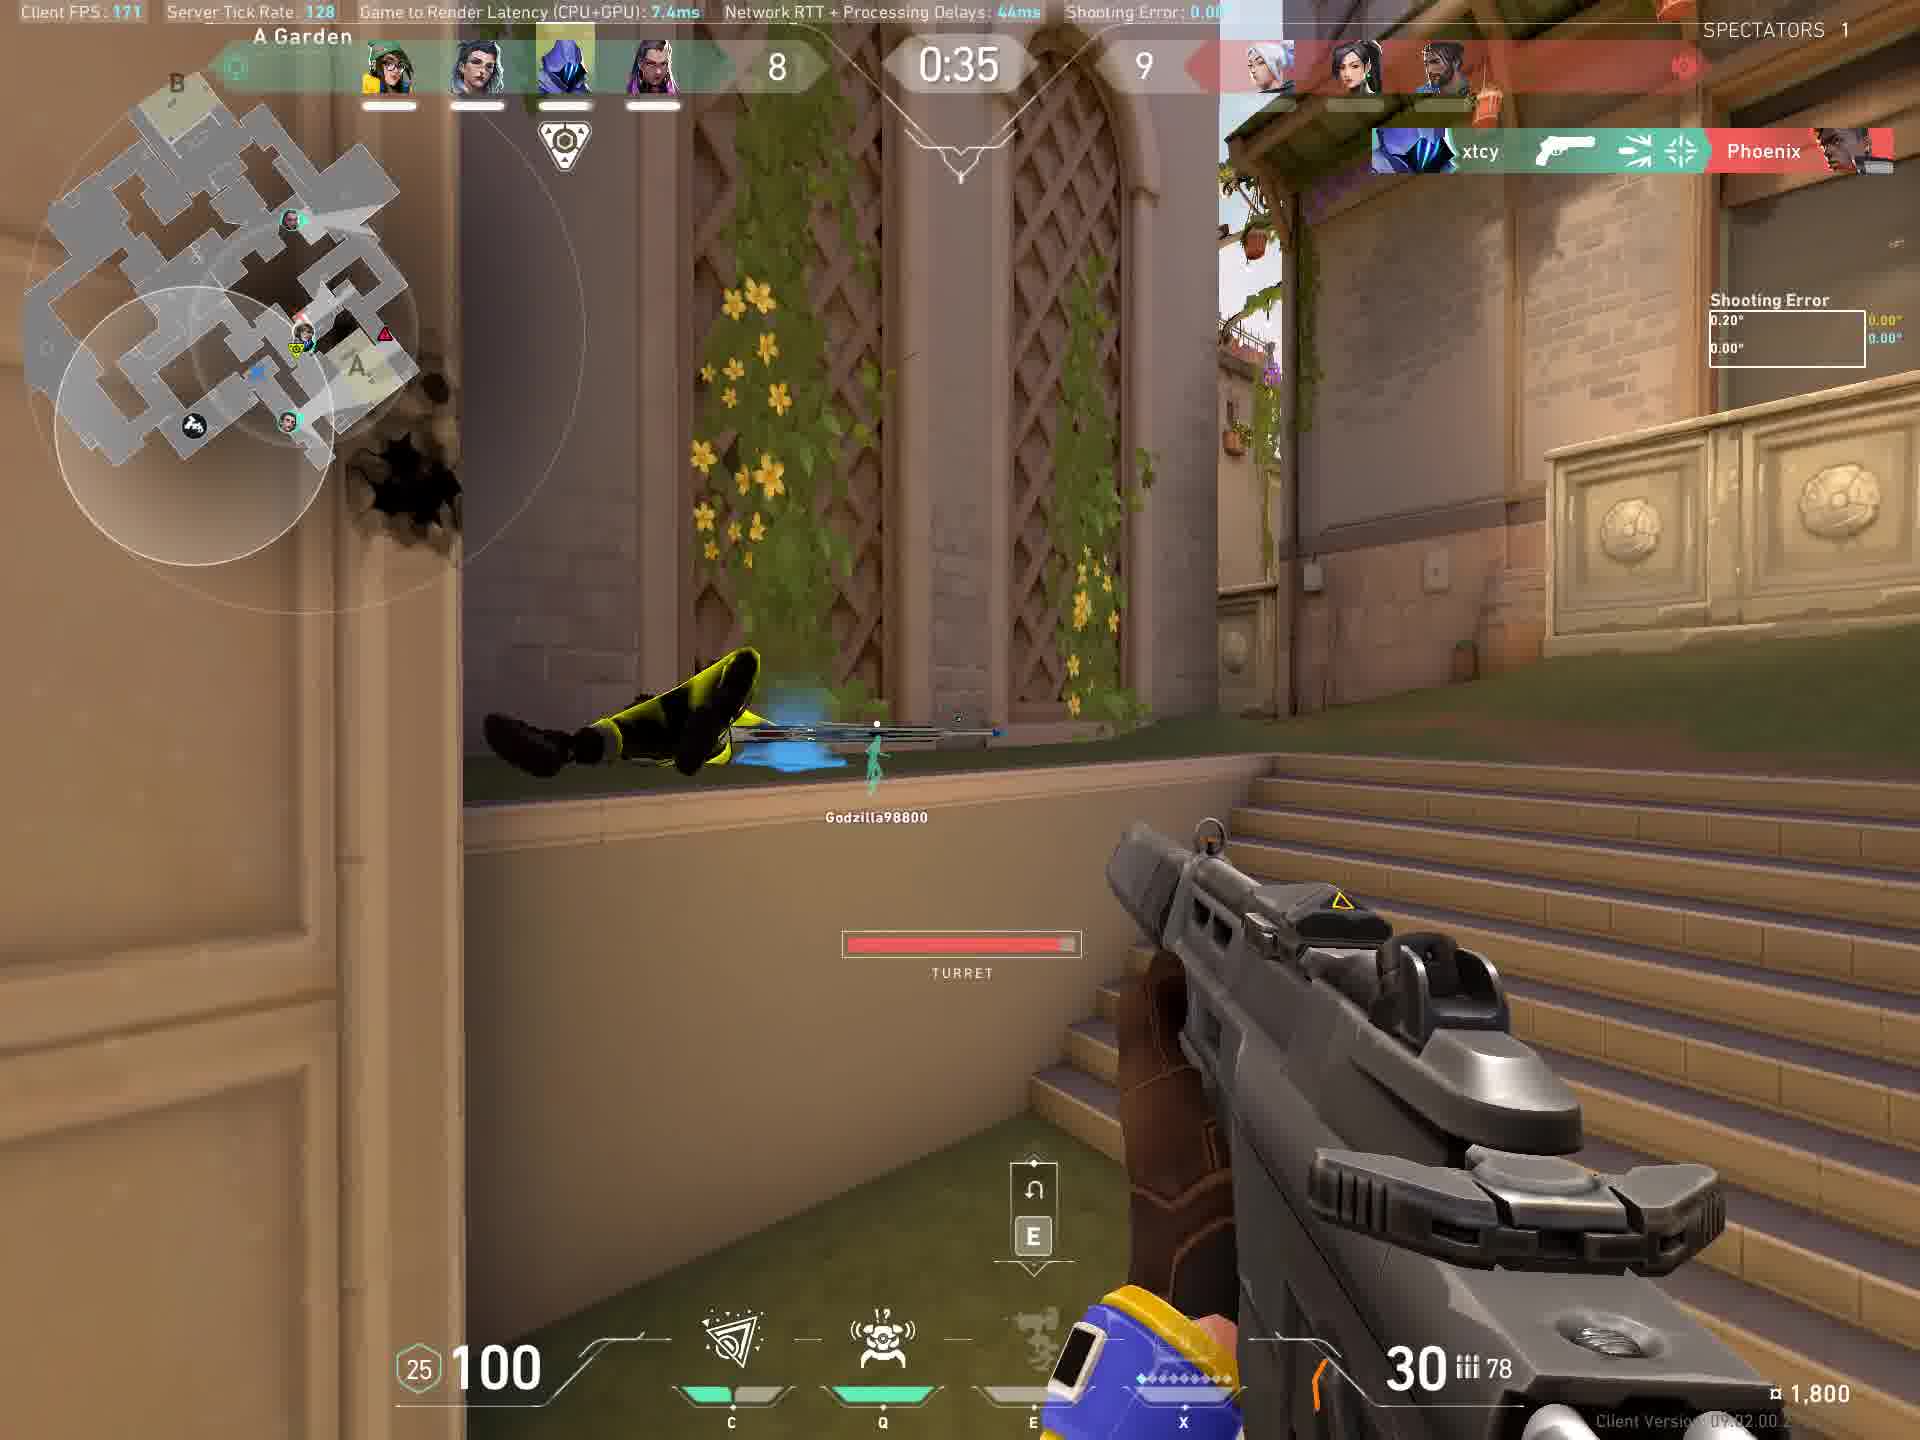 Client FPS: 171 Server Tick Rate: 128 Game to Render Latency (CPU+GPU): 7.4ms Network RTT + Processing Delays: 44ms Shooting Error: 0.00
SPECTATORS 1
A Garden
8 0:35 9
B
xtcy Phoenix
Shooting Error
0.20° 0.00°
0.00° 0.00°
A
Godzilla98800
TURRET
E
25 100
30 78
¤ 1,800
C Q E X
Client Version